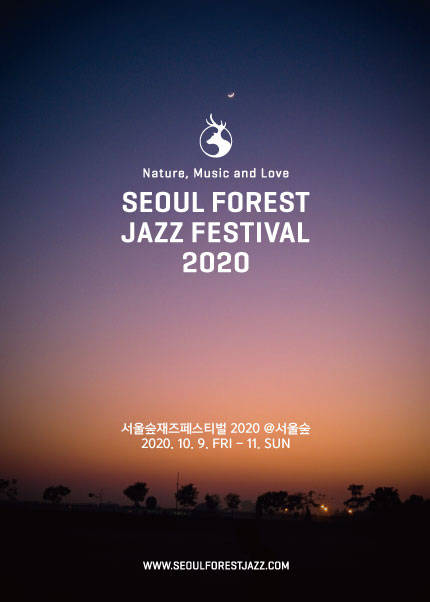 Nature, Music and Love
SEOUL FOREST
JAZZ FESTIVAL
2020
서울숲재즈페스티벌 2020 @서울숲
2020. 10. 9. FRI – 11. SUN
WWW.SEOULFORESTJAZZ.COM